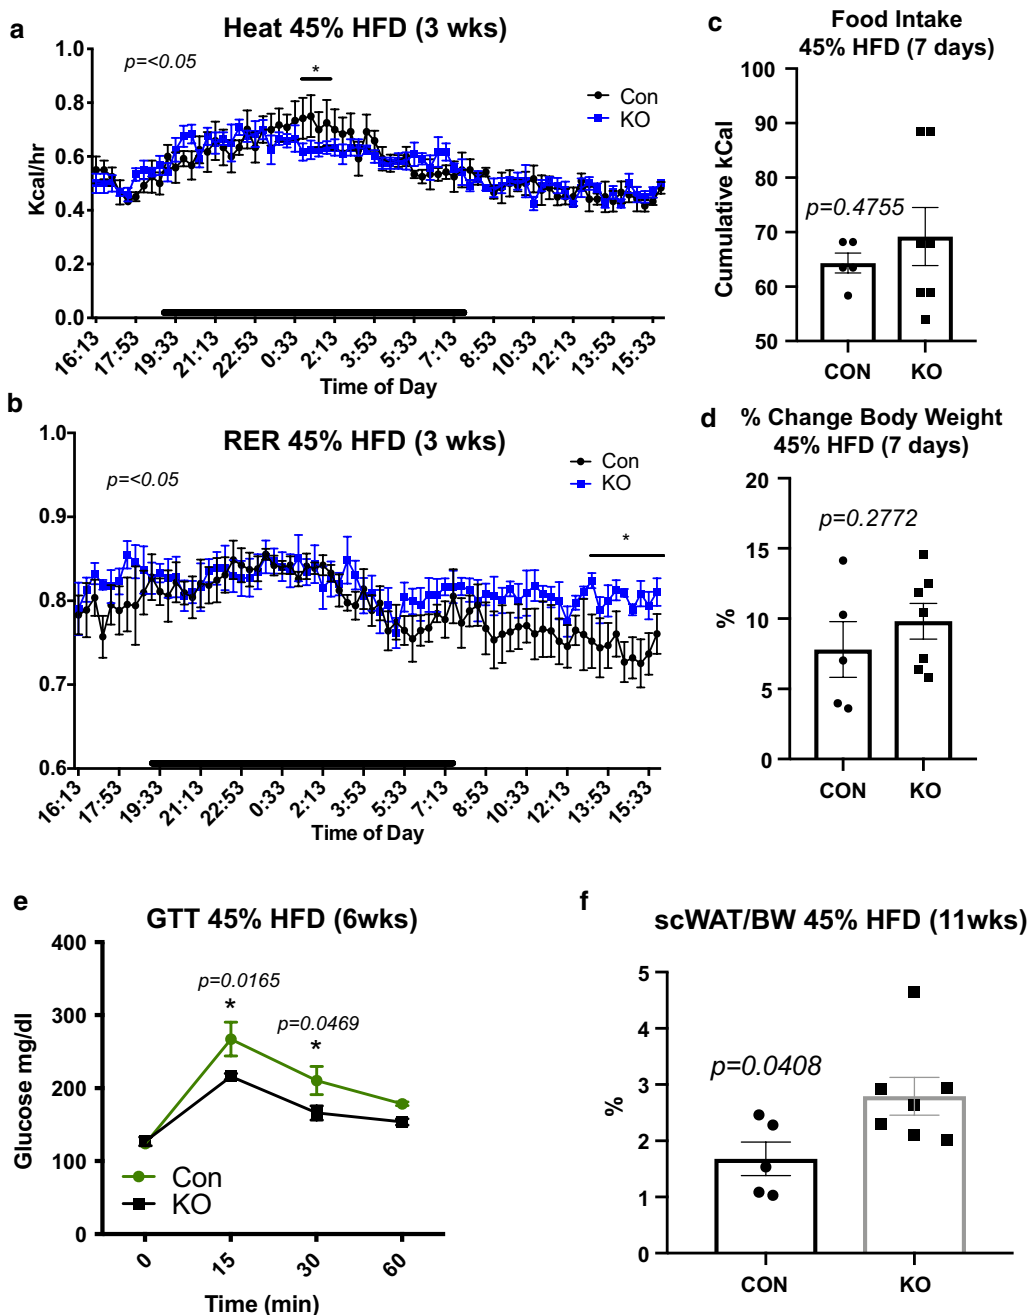 a
Heat 45% HFD (3 wks)
p=<0.05
*
Con
KO
1.0
0.8
0.6
0.4
0.2
0.0
Kcal/hr
16:13
17:53
19:33
21:13
22:53
0:33
2:13
3:53
5:33
7:13
8:53
10:33
12:13
13:53
15:33
Time of Day
b
RER 45% HFD (3 wks)
p=<0.05
*
Con
KO
1.0
0.9
0.8
0.7
0.6
16:13
17:53
19:33
21:13
22:53
0:33
2:13
3:53
5:33
7:13
8:53
10:33
12:13
13:53
15:33
Time of Day
c
Food Intake
45% HFD (7 days)
100
90
80
70
60
50
Cumulative kCal
p=0.4755
CON
KO
d
% Change Body Weight
45% HFD (7 days)
20
15
10
5
0
%
p=0.2772
CON
KO
e
GTT 45% HFD (6wks)
400
300
200
100
0
Glucose mg/dl
p=0.0165
*
p=0.0469
*
Con
KO
0
15
30
60
Time (min)
f
scWAT/BW 45% HFD (11wks)
5
4
3
2
1
0
%
p=0.0408
CON
KO